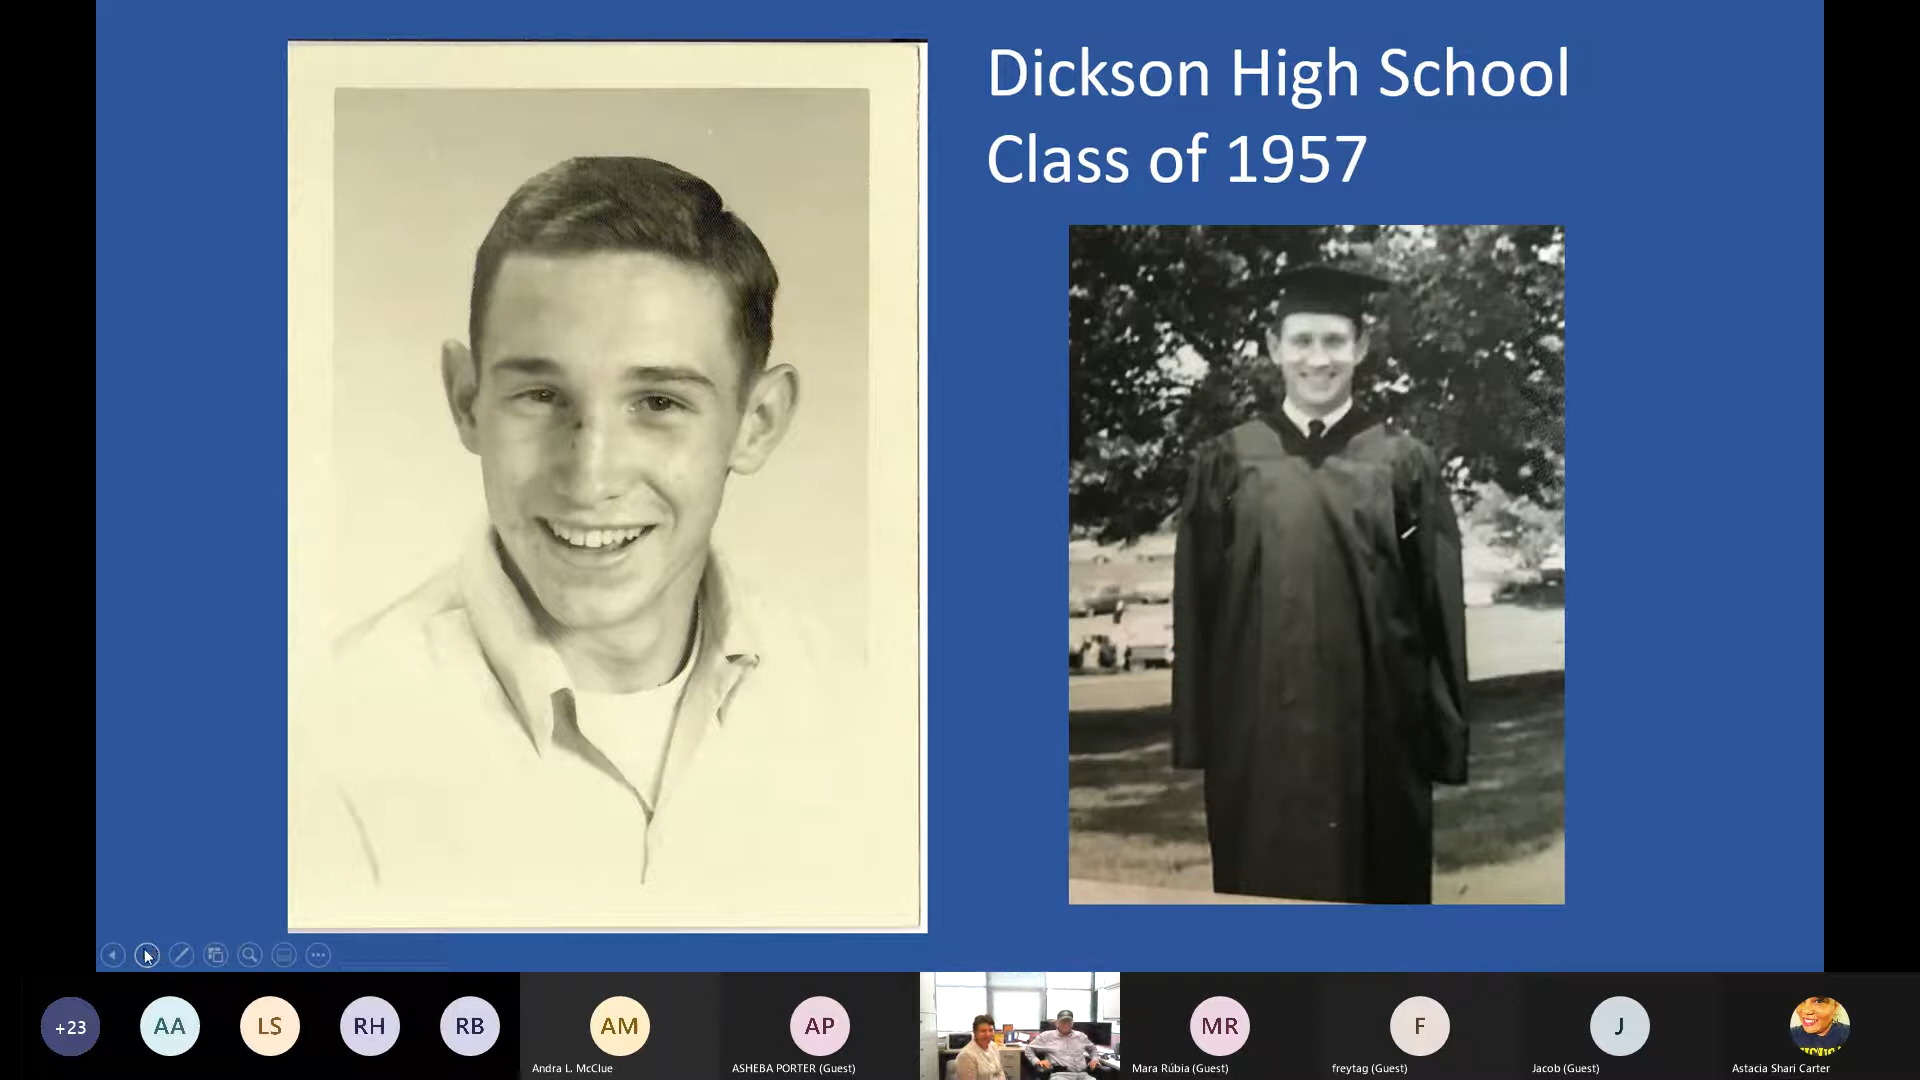 Dickson High School
Class of 1957
+23
AA
LS
RH
RB
AM
AP
MR
F
J
Andra L. McClue
ASHEBA PORTER (Guest)
Mara Rúbia (Guest)
freytag (Guest)
Jacob (Guest)
Astacia Shari Carter